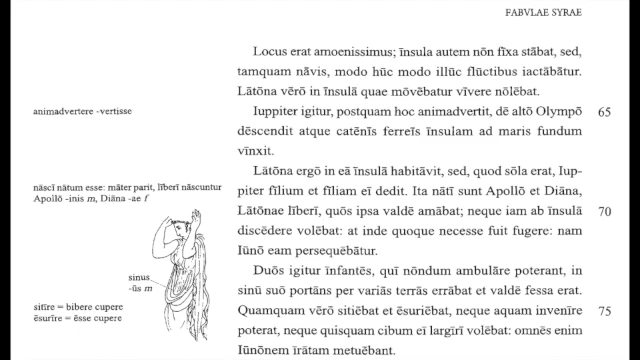 FABVLAE SYRAE
Locus erat amoenissimus; īnsula autem nōn fīxa stābat, sed,
tamquam nāvis, modo hūc modo illūc flūctibus iactābātur.
Lātōna vērō in īnsulā quae movēbatur vīvere nōlēbat.
animadvertere -vertisse
Iuppiter igitur, postquam hoc animadvertit, dē altō Olympō 65
dēscendit atque catēnīs ferreīs īnsulam ad maris fundum
vīnxit.
Lātōna ergō in eā īnsulā habitāvit, sed, quod sōla erat, Iup-
nāscī nātum esse: māter parit, līberī nāscuntur
piter fīlium et fīliam eī dedit. Ita nātī sunt Apollō et Diāna,
Apollō -inis m, Diāna -ae f
Lātōnae līberī, quōs ipsa valdē amābat; neque iam ab īnsulā 70
discēdere volēbat: at inde quoque necesse fuit fugere: nam
Iūnō eam persequēbātur.
Duōs igitur īnfantēs, quī nōndum ambulāre poterant, in
sinus
-ūs m
sinū suō portāns per variās terrās errābat et valdē fessa erat.
sitīre = bibere cupere
Quamquam vērō sitiēbat et ēsuriēbat, neque aquam invenīre 75
ēsurīre = ēsse cupere
poterat, neque quisquam cibum eī largīrī volēbat: omnēs enim
Iūnōnem īrātam metuēbant.